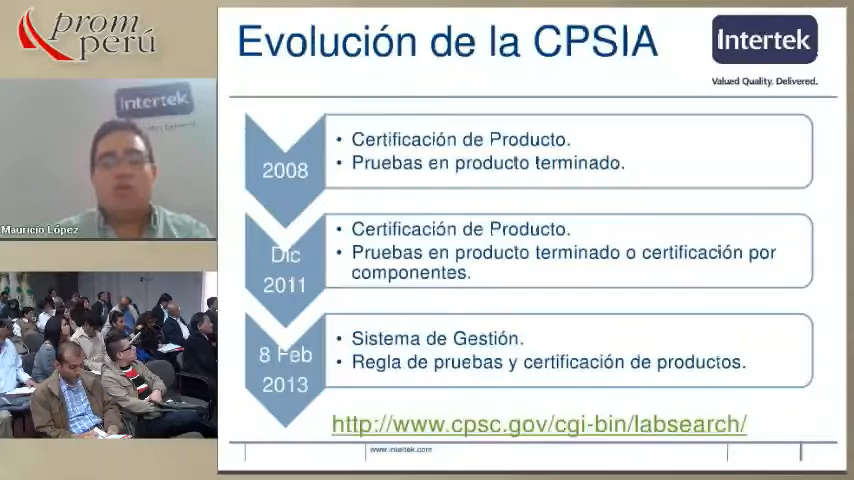 prom
perú
Evolución de la CPSIA
Intertek
Valued Quality. Delivered.
Intertek
Mauricio López
2008
• Certificación de Producto.
• Pruebas en producto terminado.
Dic
2011
• Certificación de Producto.
• Pruebas en producto terminado o certificación por
componentes.
8 Feb
2013
• Sistema de Gestión.
• Regla de pruebas y certificación de productos.
http://www.cpsc.gov/cgi-bin/labsearch/
www.intertek.com